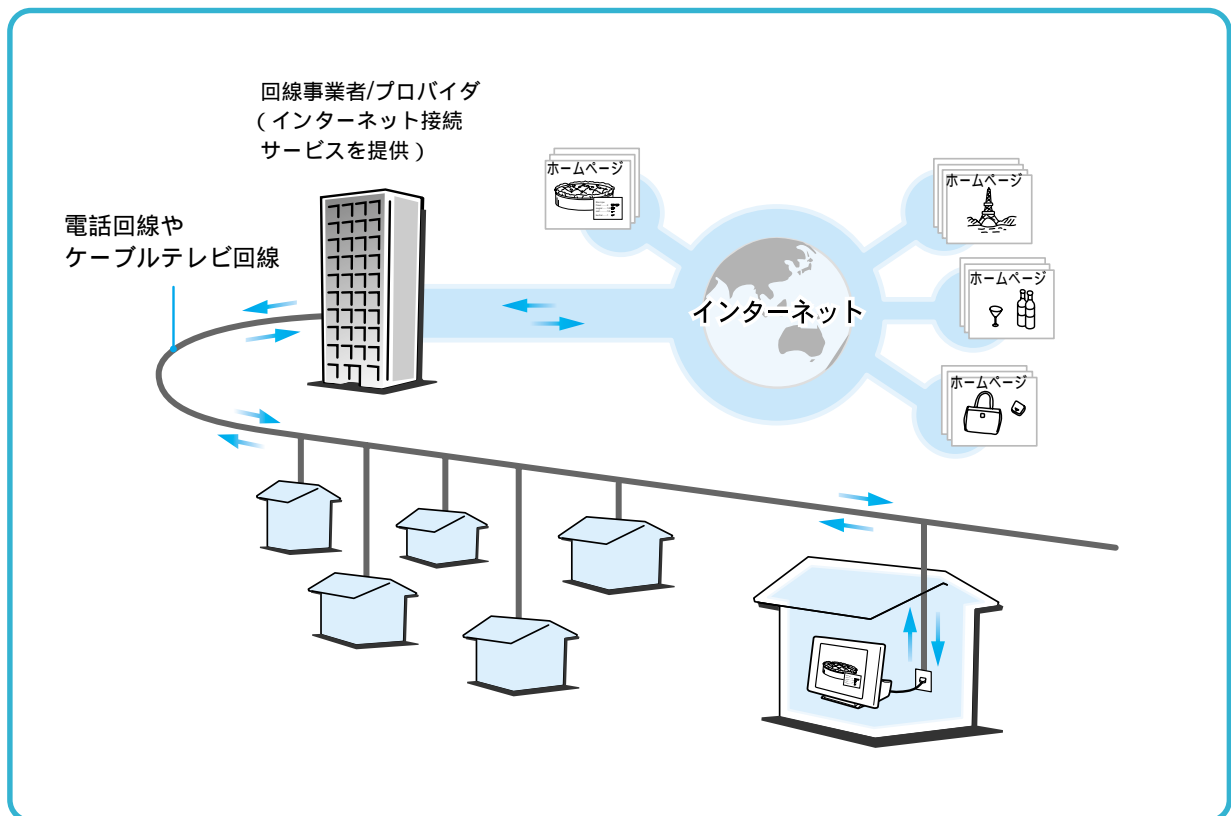 回線事業者/プロバイダ
(インターネット接続
サービスを提供)
電話回線や
ケーブルテレビ回線
ホームページ
ホームページ
ホームページ
ホームページ
インターネット